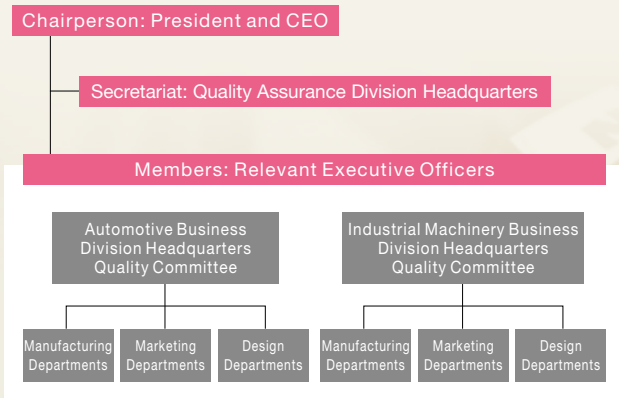 Chairperson: President and CEO
Secretariat: Quality Assurance Division Headquarters
Members: Relevant Executive Officers
Automotive Business
Division Headquarters
Quality Committee
Industrial Machinery Business
Division Headquarters
Quality Committee
Manufacturing
Departments
Marketing
Departments
Design
Departments
Manufacturing
Departments
Marketing
Departments
Design
Departments